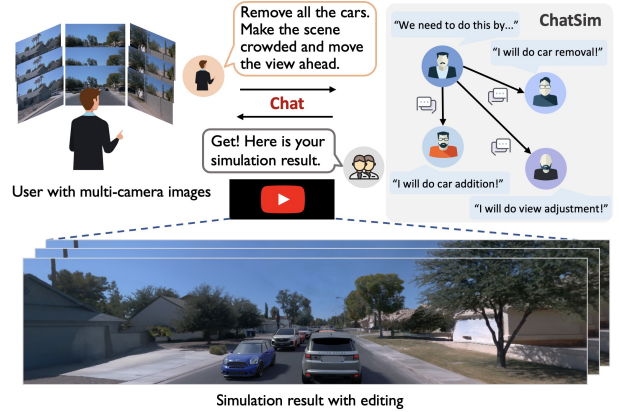 Remove all the cars.
Make the scene
crowded and move
the view ahead.
Chat
Get! Here is your
simulation result.
User with multi-camera images
ChatSim
“We need to do this by...”
“I will do car removal!”
“I will do car addition!”
“I will do view adjustment!”
Simulation result with editing